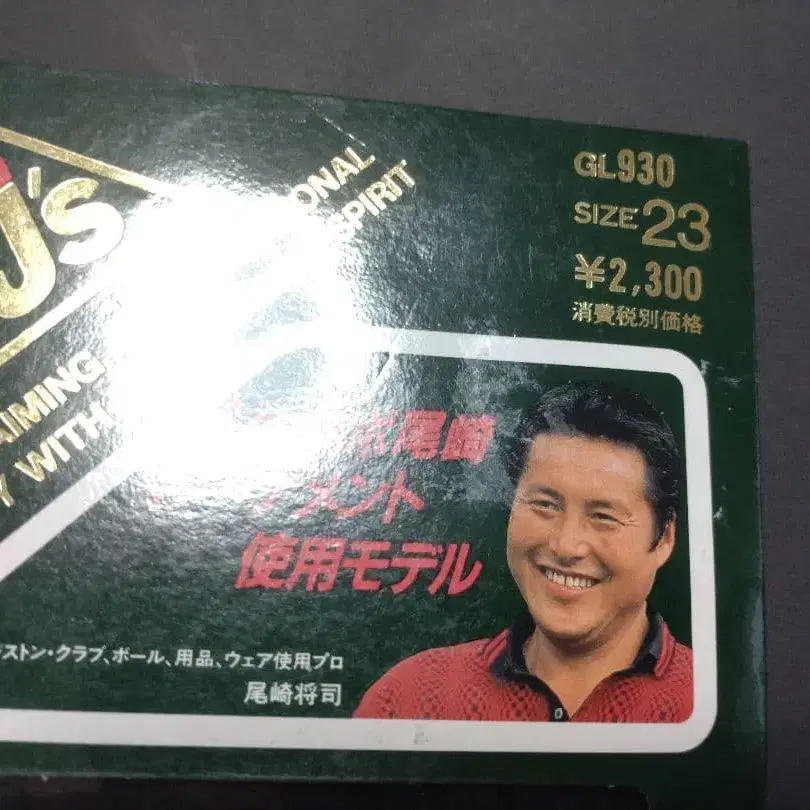 J's
ONAL
SPIRIT
AIMING
Y WITH
GL930
SIZE 23
¥2,300
消費税別価格
尾崎
メント
使用モデル
ストン・クラブ、ボール、用品、ウェア使用プロ
尾崎将司